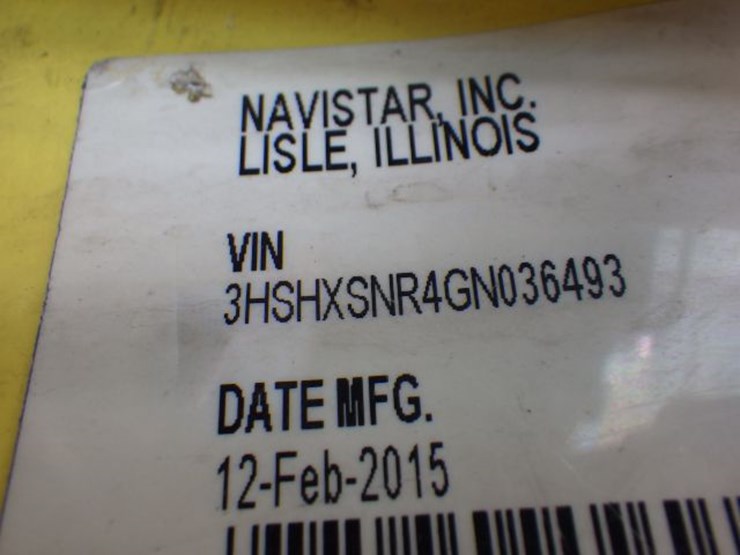 NAVISTAR, INC.
LISLE, ILLINOIS
VIN
3HSHXSNR4GN036493
DATE MFG.
12-Feb-2015